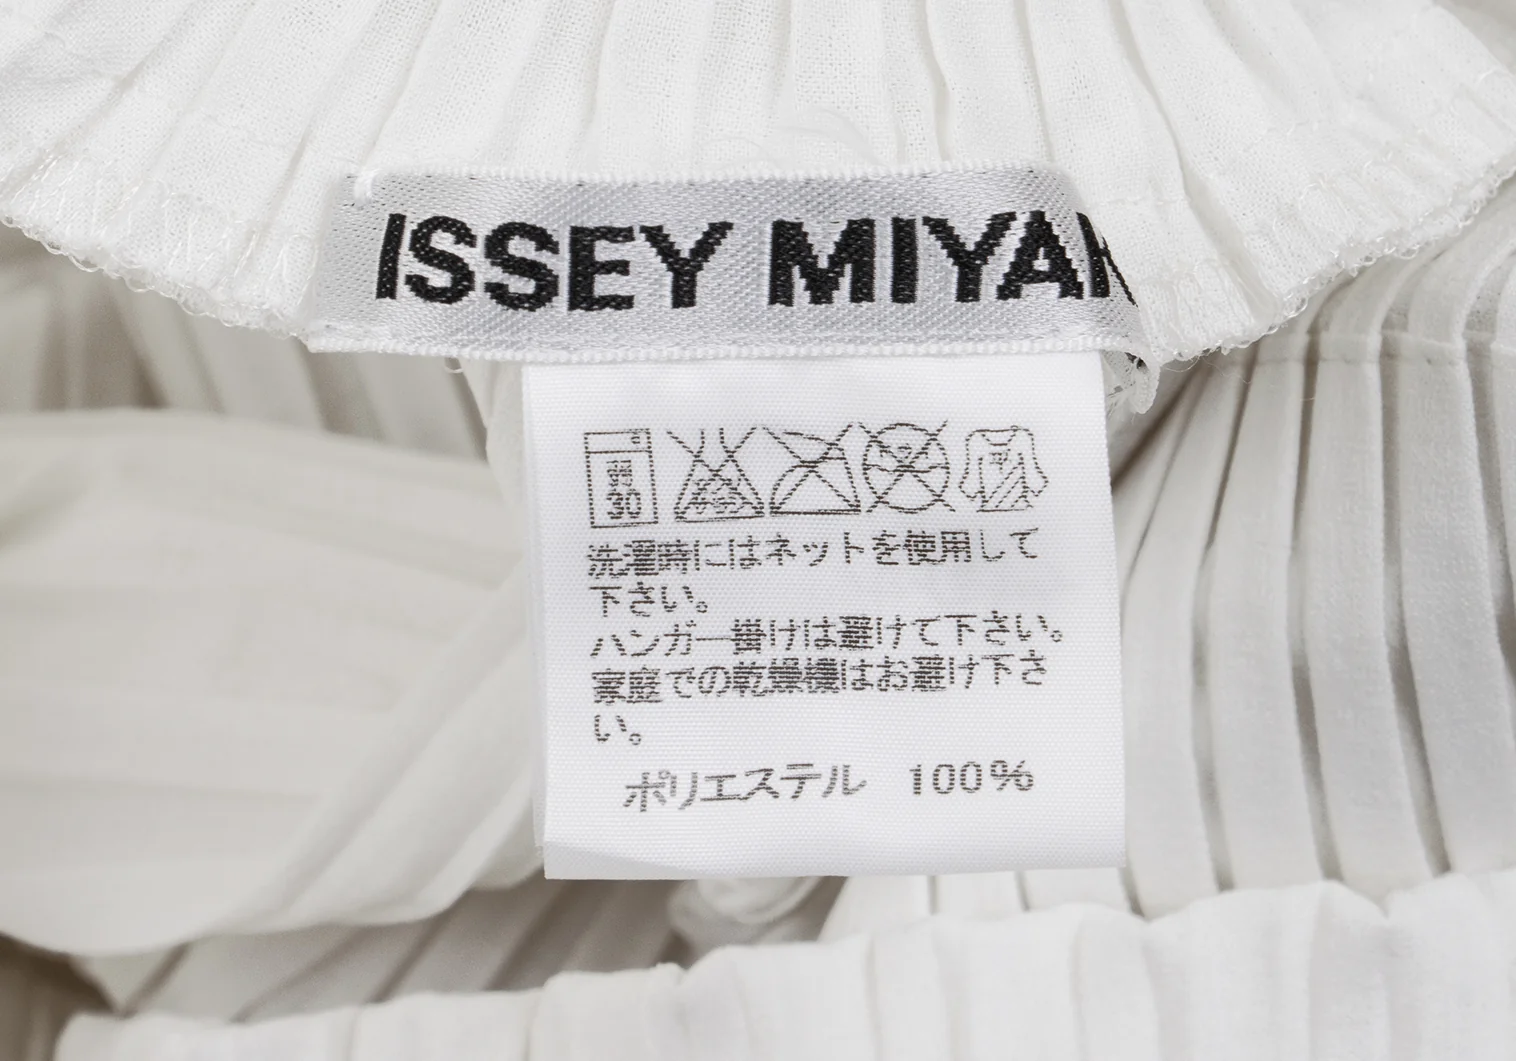 ISSEY MIYAK
弱
30
洗濯時にはネットを使用して
下さい。
ハンガー掛けは避けて下さい。
家庭での乾燥機はお避け下さ
い。
ポリエステル 100%